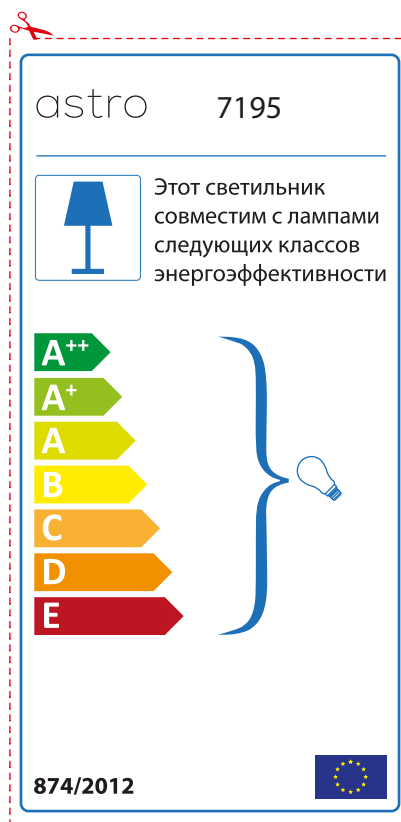 astro 7195
Этот светильник
совместим с лампами
следующих классов
энергоэффективности
A++
A+
A
B
C
D
E
874/2012